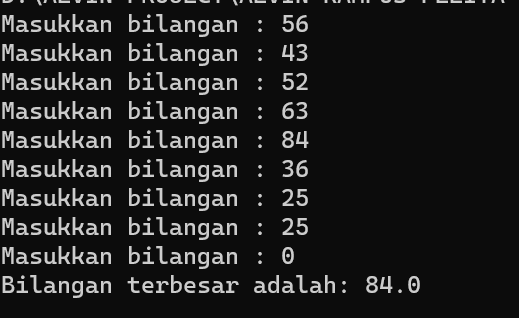 Masukkan bilangan : 56
Masukkan bilangan : 43
Masukkan bilangan : 52
Masukkan bilangan : 63
Masukkan bilangan : 84
Masukkan bilangan : 36
Masukkan bilangan : 25
Masukkan bilangan : 25
Masukkan bilangan : 0
Bilangan terbesar adalah: 84.0